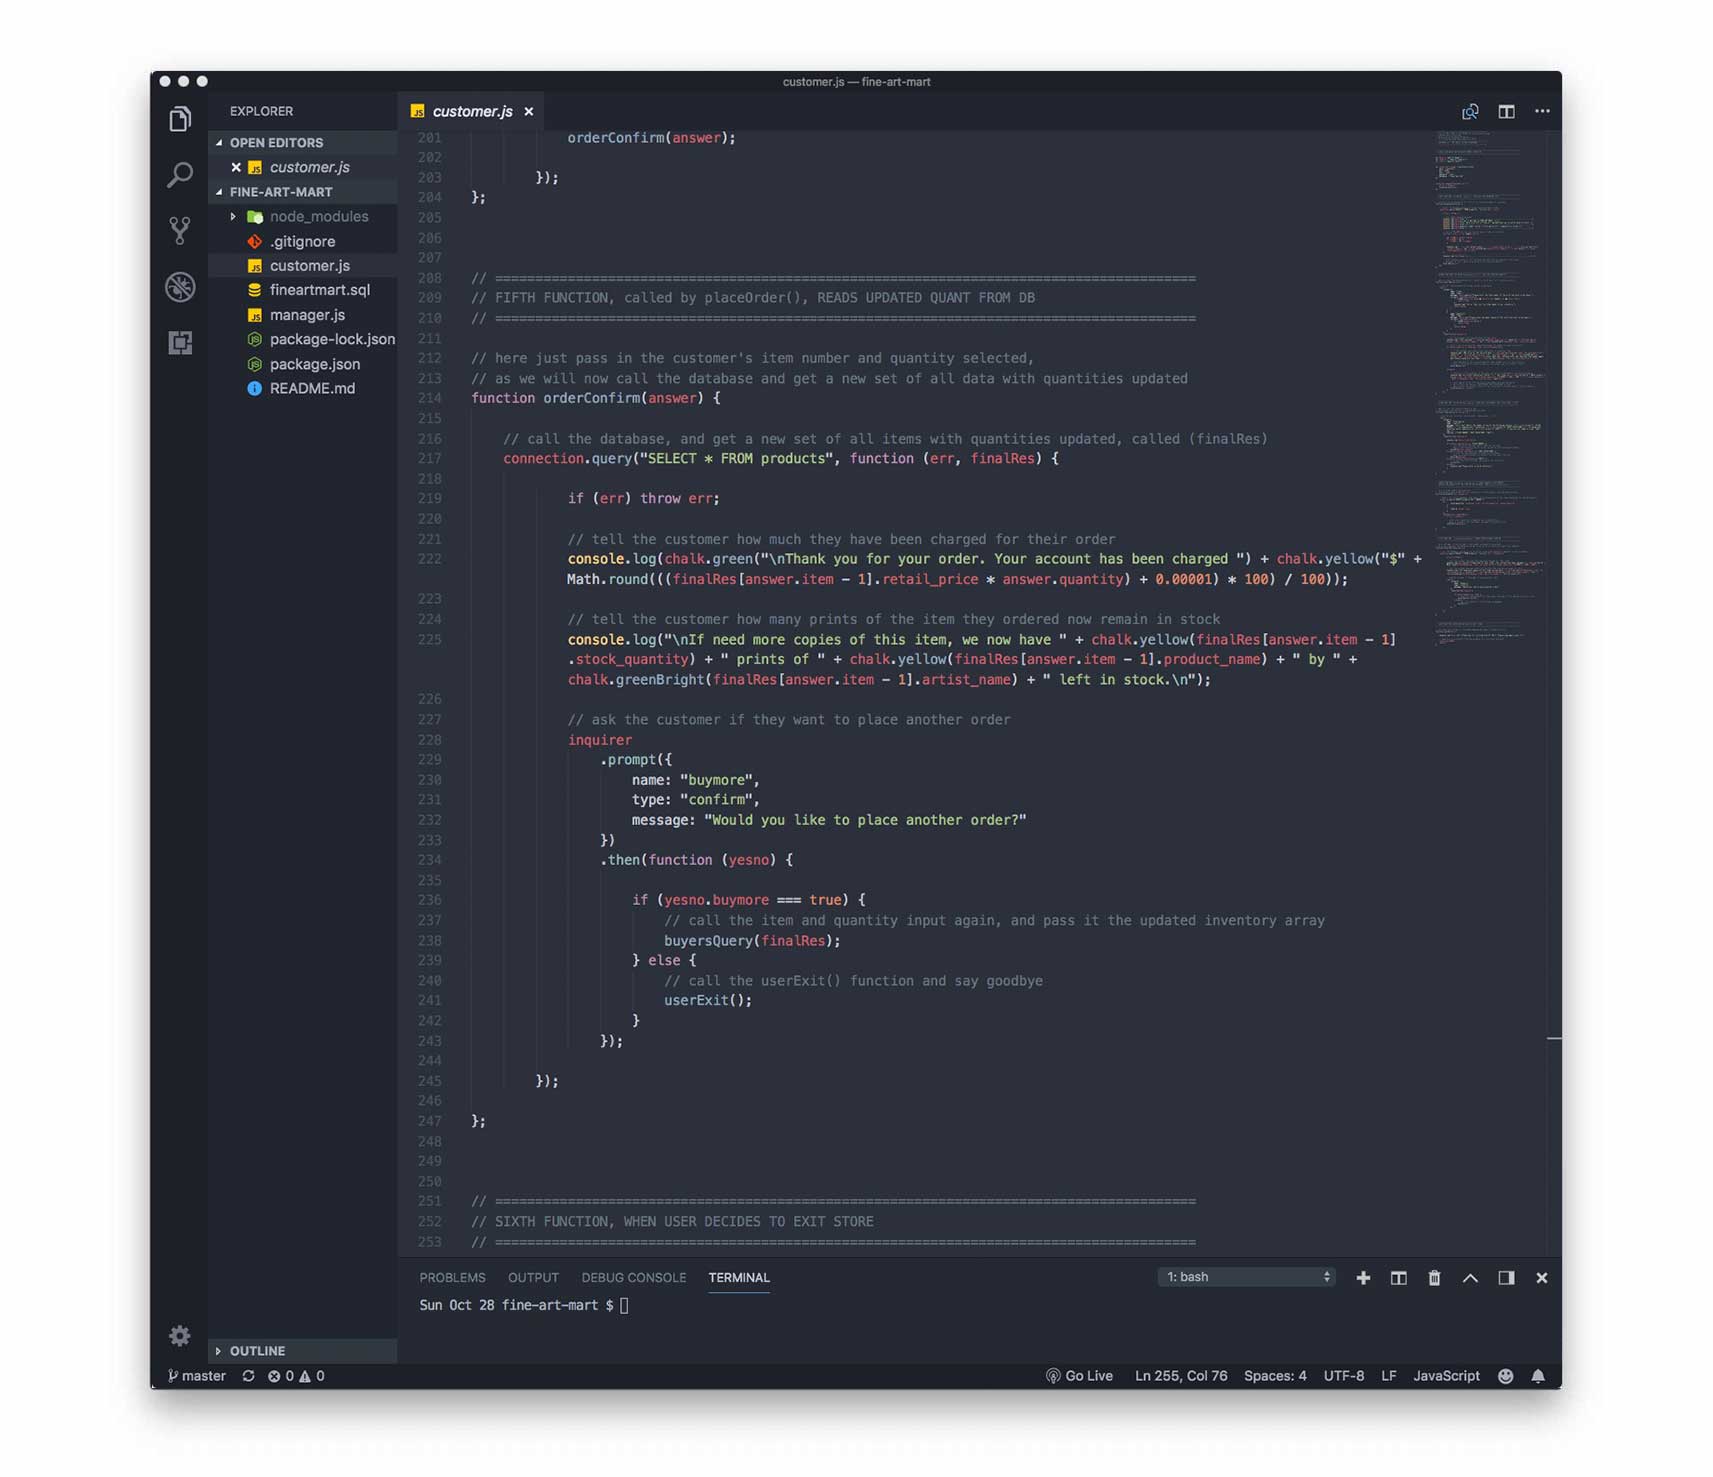 customer.js — fine-art-mart
EXPLORER
OPEN EDITORS
customer.js
FINE-ART-MART
node_modules
.gitignore
customer.js
fineartmart.sql
manager.js
package-lock.json
package.json
README.md
OUTLINE
customer.js
201 orderConfirm(answer);
202
203 });
204 };
205
206
207
208 // =======================================================================================
209 // FIFTH FUNCTION, called by placeOrder(), READS UPDATED QUANT FROM DB
210 // =======================================================================================
211
212 // here just pass in the customer's item number and quantity selected,
213 // as we will now call the database and get a new set of all data with quantities updated
214 function orderConfirm(answer) {
215
216 // call the database, and get a new set of all items with quantities updated, called (finalRes)
217 connection.query("SELECT * FROM products", function (err, finalRes) {
218
219 if (err) throw err;
220
221 // tell the customer how much they have been charged for their order
222 console.log(chalk.green("\nThank you for your order. Your account has been charged ") + chalk.yellow("$" +
Math.round(((finalRes[answer.item - 1].retail_price * answer.quantity) + 0.00001) * 100) / 100));
223
224 // tell the customer how many prints of the item they ordered now remain in stock
225 console.log("\nIf need more copies of this item, we now have " + chalk.yellow(finalRes[answer.item - 1]
.stock_quantity) + " prints of " + chalk.yellow(finalRes[answer.item - 1].product_name) + " by " +
chalk.greenBright(finalRes[answer.item - 1].artist_name) + " left in stock.\n");
226
227 // ask the customer if they want to place another order
228 inquirer
229 .prompt({
230 name: "buymore",
231 type: "confirm",
232 message: "Would you like to place another order?"
233 })
234 .then(function (yesno) {
235
236 if (yesno.buymore === true) {
237 // call the item and quantity input again, and pass it the updated inventory array
238 buyersQuery(finalRes);
239 } else {
240 // call the userExit() function and say goodbye
241 userExit();
242 }
243 });
244
245 });
246
247 };
248
249
250
251 // =======================================================================================
252 // SIXTH FUNCTION, WHEN USER DECIDES TO EXIT STORE
253 // =======================================================================================
PROBLEMS OUTPUT DEBUG CONSOLE TERMINAL 1: bash
Sun Oct 28 fine-art-mart $
master 0 0 Go Live Ln 255, Col 76 Spaces: 4 UTF-8 LF JavaScript